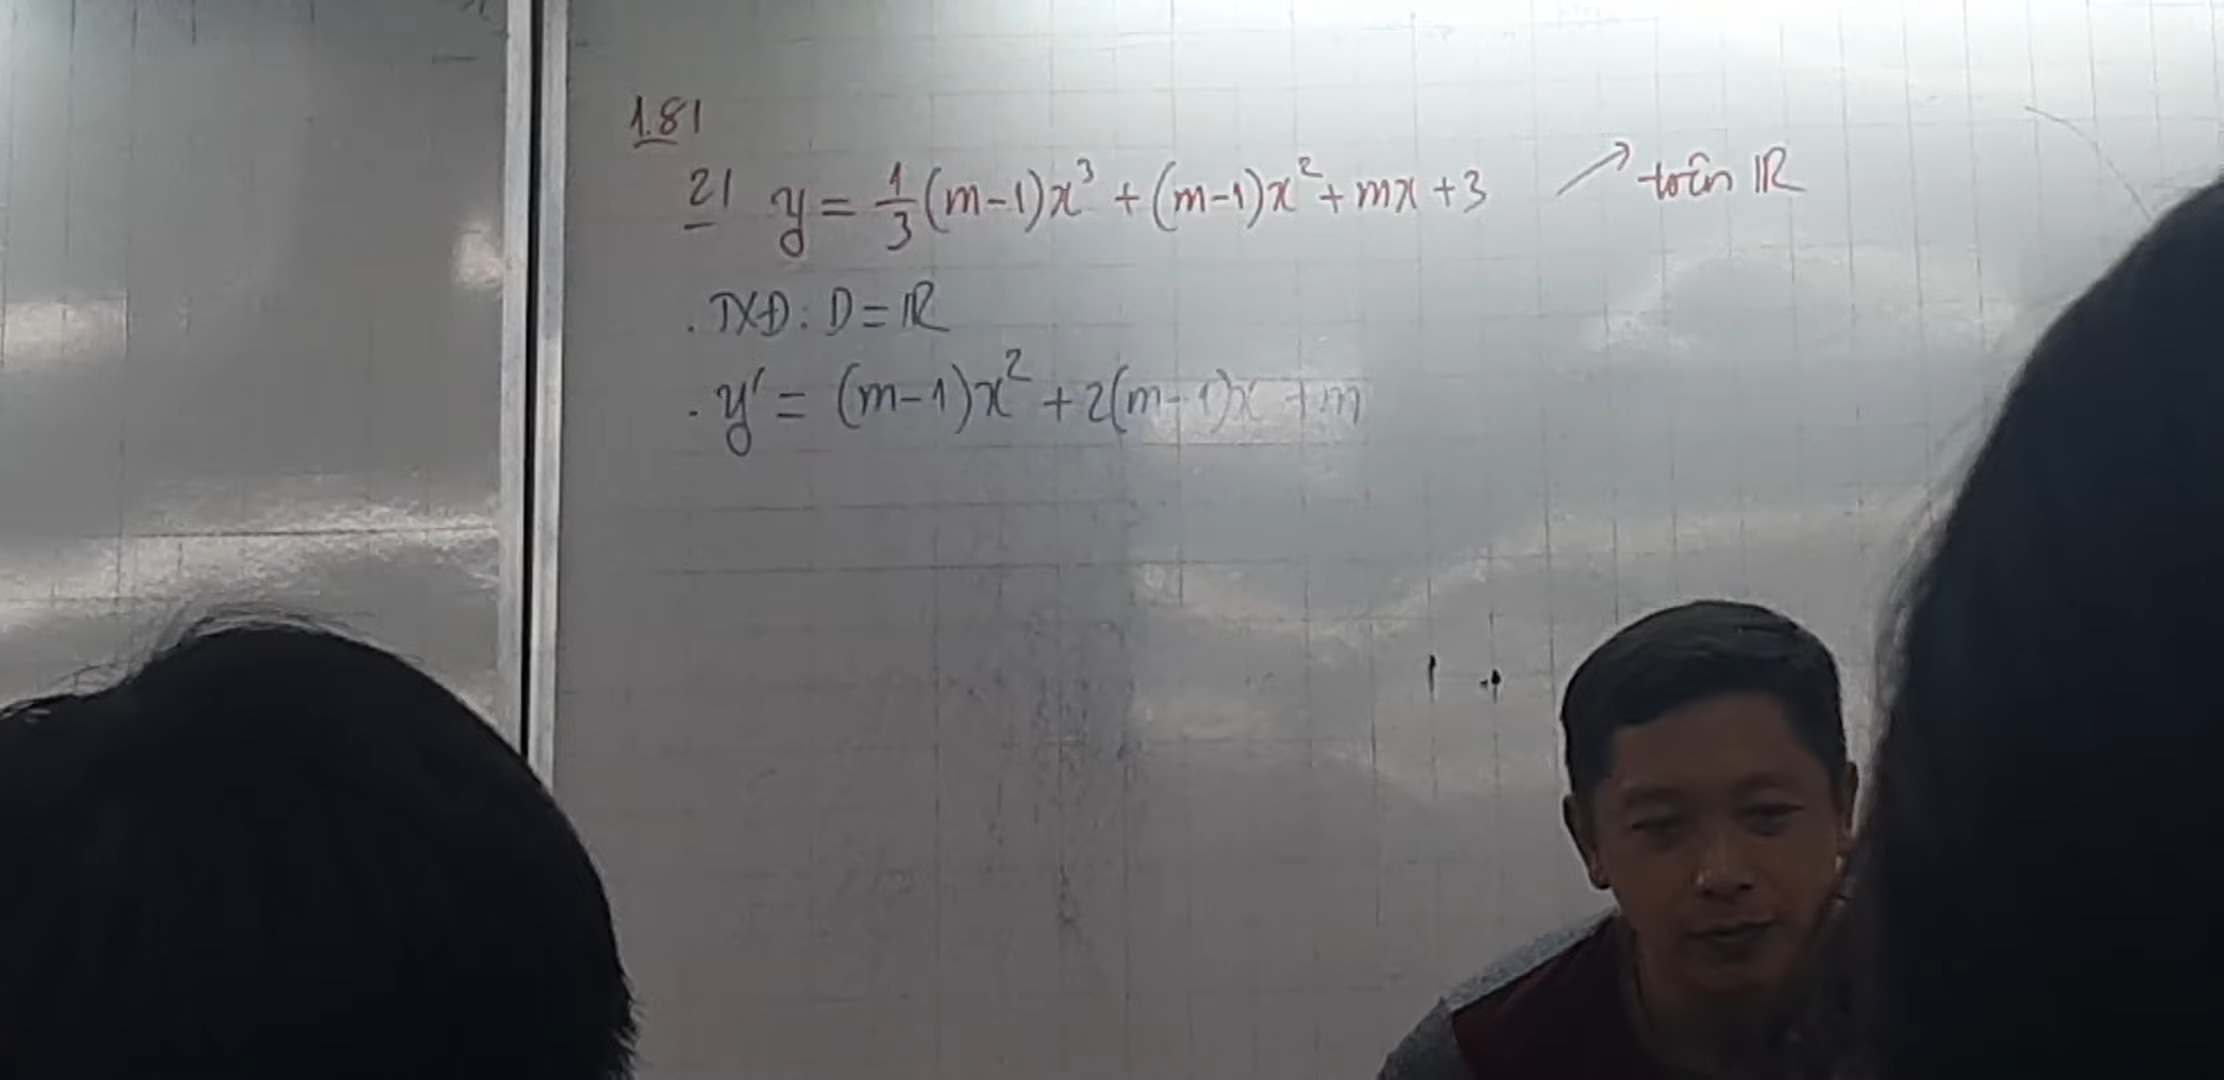 1.81
2/ y = 1/3 (m-1)x³ + (m-1)x² + mx + 3 ↗ trên ℝ
. TXĐ: D = ℝ
. y' = (m-1)x² + 2(m-1)x + m